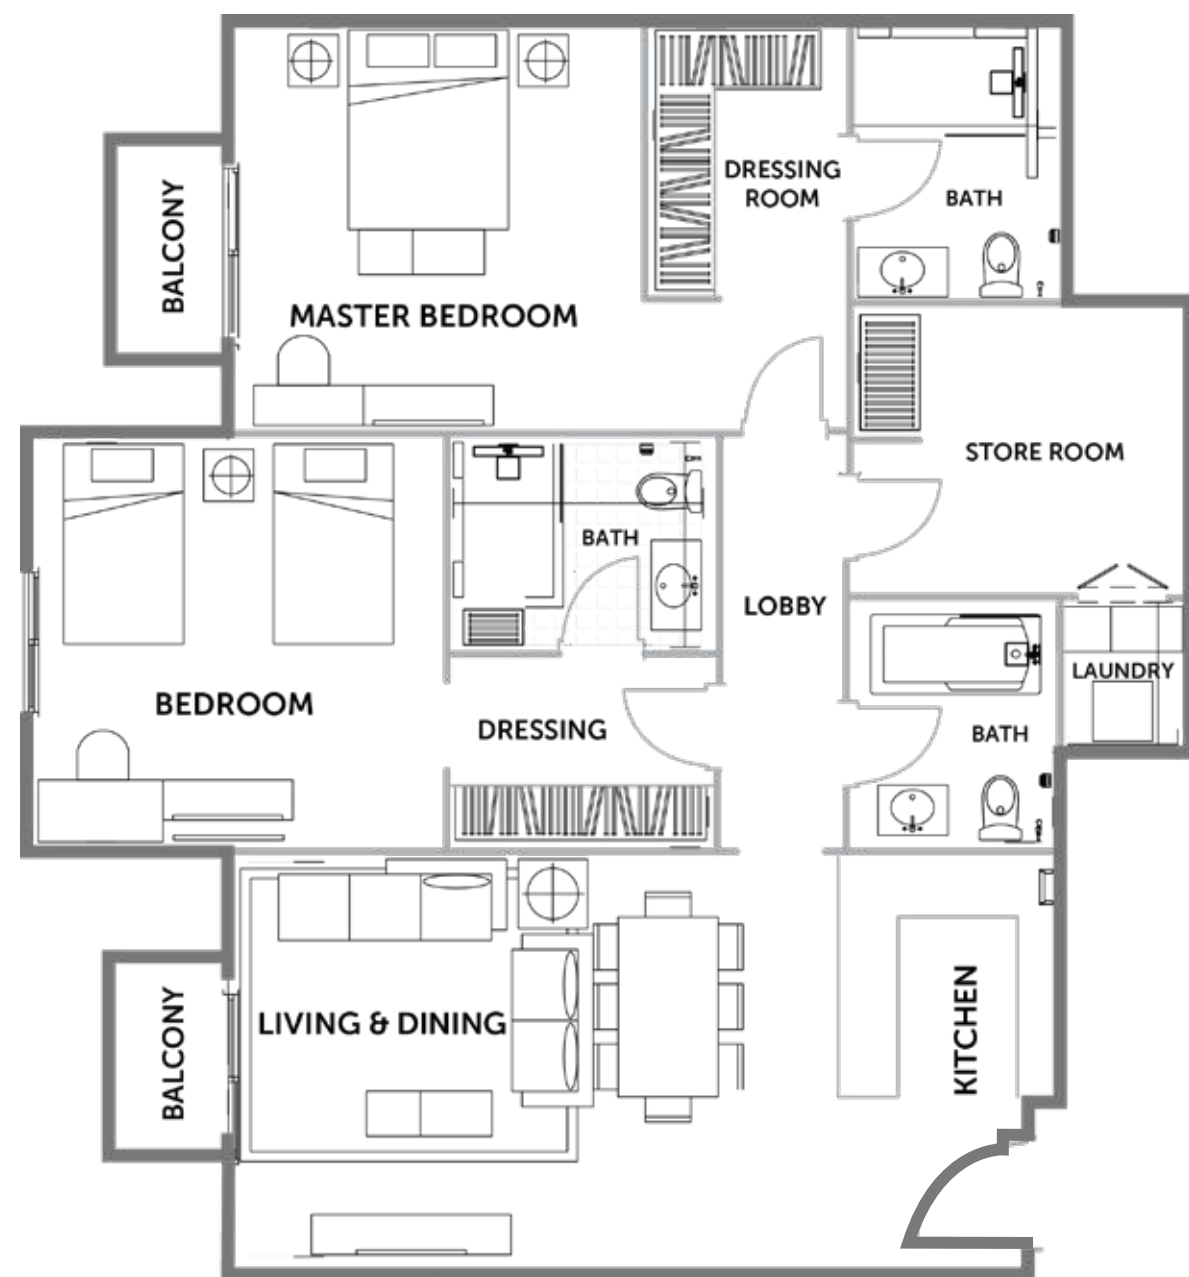 DRESSING
ROOM
BATH
BALCONY
MASTER BEDROOM
STORE ROOM
BATH
LOBBY
LAUNDRY
BEDROOM
DRESSING
BATH
LIVING & DINING
KITCHEN
BALCONY